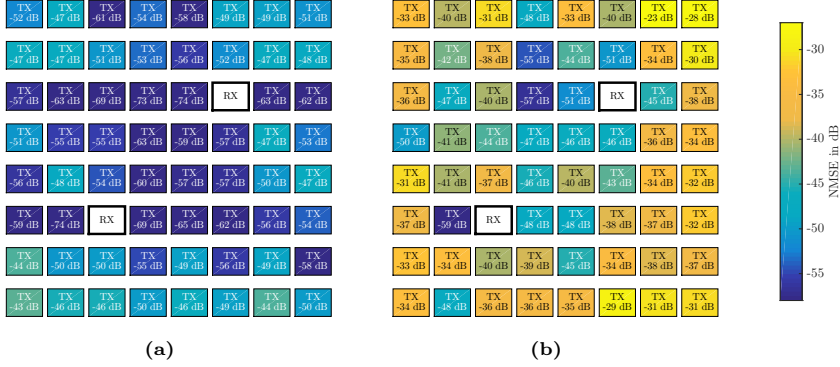 TX TX TX TX TX TX TX TX
-52 dB -47 dB -61 dB -54 dB -58 dB -52 dB -49 dB -51 dB
TX TX TX TX TX TX TX TX
-47 dB -47 dB -51 dB -53 dB -56 dB -49 dB -47 dB -48 dB
TX TX TX TX TX RX TX TX
-57 dB -63 dB -69 dB -73 dB -74 dB -63 dB -62 dB
TX TX TX TX TX TX TX TX
-51 dB -55 dB -55 dB -63 dB -59 dB -57 dB -47 dB -53 dB
TX TX TX TX TX TX TX TX
-56 dB -48 dB -54 dB -60 dB -57 dB -57 dB -50 dB -47 dB
TX TX RX TX TX TX TX TX
-59 dB -74 dB -69 dB -65 dB -62 dB -56 dB -54 dB
TX TX TX TX TX TX TX TX
-44 dB -50 dB -50 dB -55 dB -49 dB -56 dB -49 dB -58 dB
TX TX TX TX TX TX TX TX
-43 dB -46 dB -46 dB -50 dB -46 dB -49 dB -44 dB -50 dB
(a)
TX TX TX TX TX TX TX TX
-33 dB -40 dB -31 dB -48 dB -33 dB -40 dB -23 dB -28 dB
TX TX TX TX TX TX TX TX
-35 dB -42 dB -38 dB -55 dB -44 dB -51 dB -34 dB -30 dB
TX TX TX TX TX RX TX TX
-36 dB -47 dB -40 dB -57 dB -51 dB -45 dB -38 dB
TX TX TX TX TX TX TX TX
-50 dB -41 dB -44 dB -47 dB -46 dB -46 dB -36 dB -34 dB
TX TX TX TX TX TX TX TX
-31 dB -41 dB -37 dB -46 dB -40 dB -43 dB -34 dB -32 dB
TX TX RX TX TX TX TX TX
-37 dB -59 dB -48 dB -48 dB -38 dB -37 dB -32 dB
TX TX TX TX TX TX TX TX
-33 dB -34 dB -40 dB -39 dB -45 dB -34 dB -38 dB -37 dB
TX TX TX TX TX TX TX TX
-34 dB -48 dB -36 dB -36 dB -35 dB -29 dB -31 dB -31 dB
(b)
-30
-35
-40
-45
-50
-55
NMSE in dB